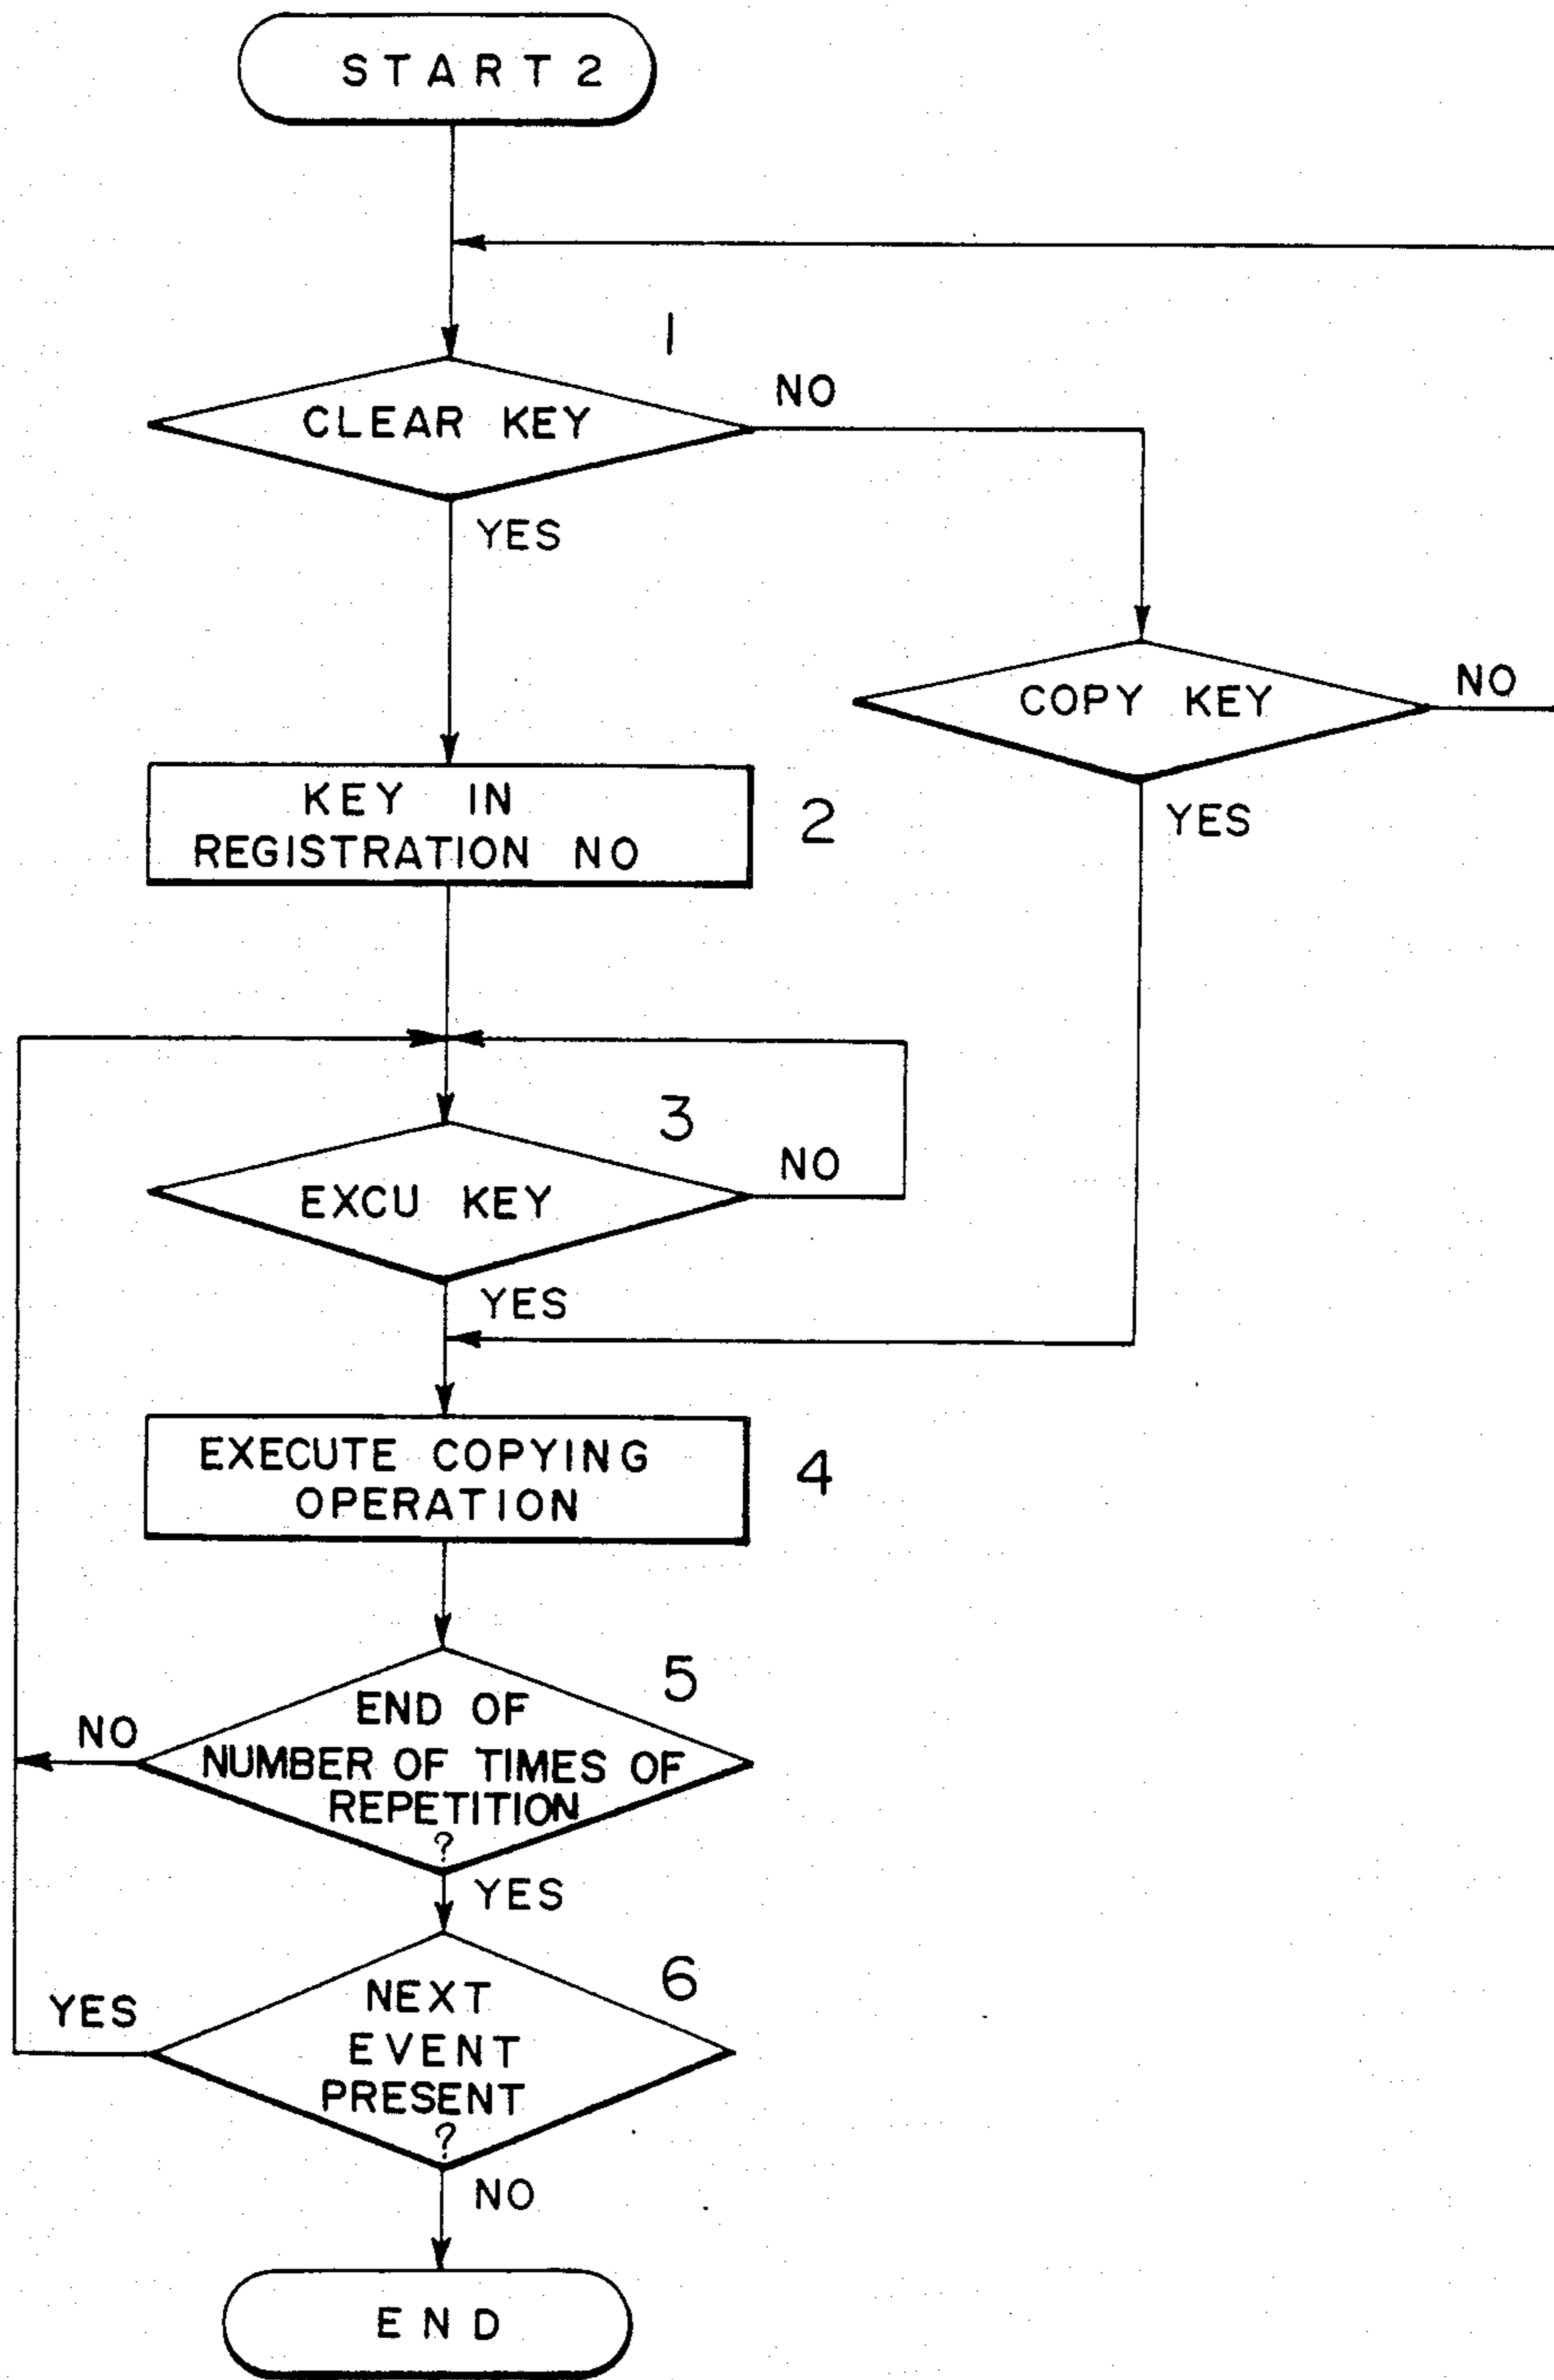 START 2
1
CLEAR KEY
NO
YES
COPY KEY
NO
YES
KEY IN
REGISTRATION NO
2
3
EXCU KEY
NO
YES
EXECUTE COPYING
OPERATION
4
5
END OF
NUMBER OF TIMES OF
REPETITION
?
NO
YES
6
NEXT
EVENT
PRESENT
?
YES
NO
END